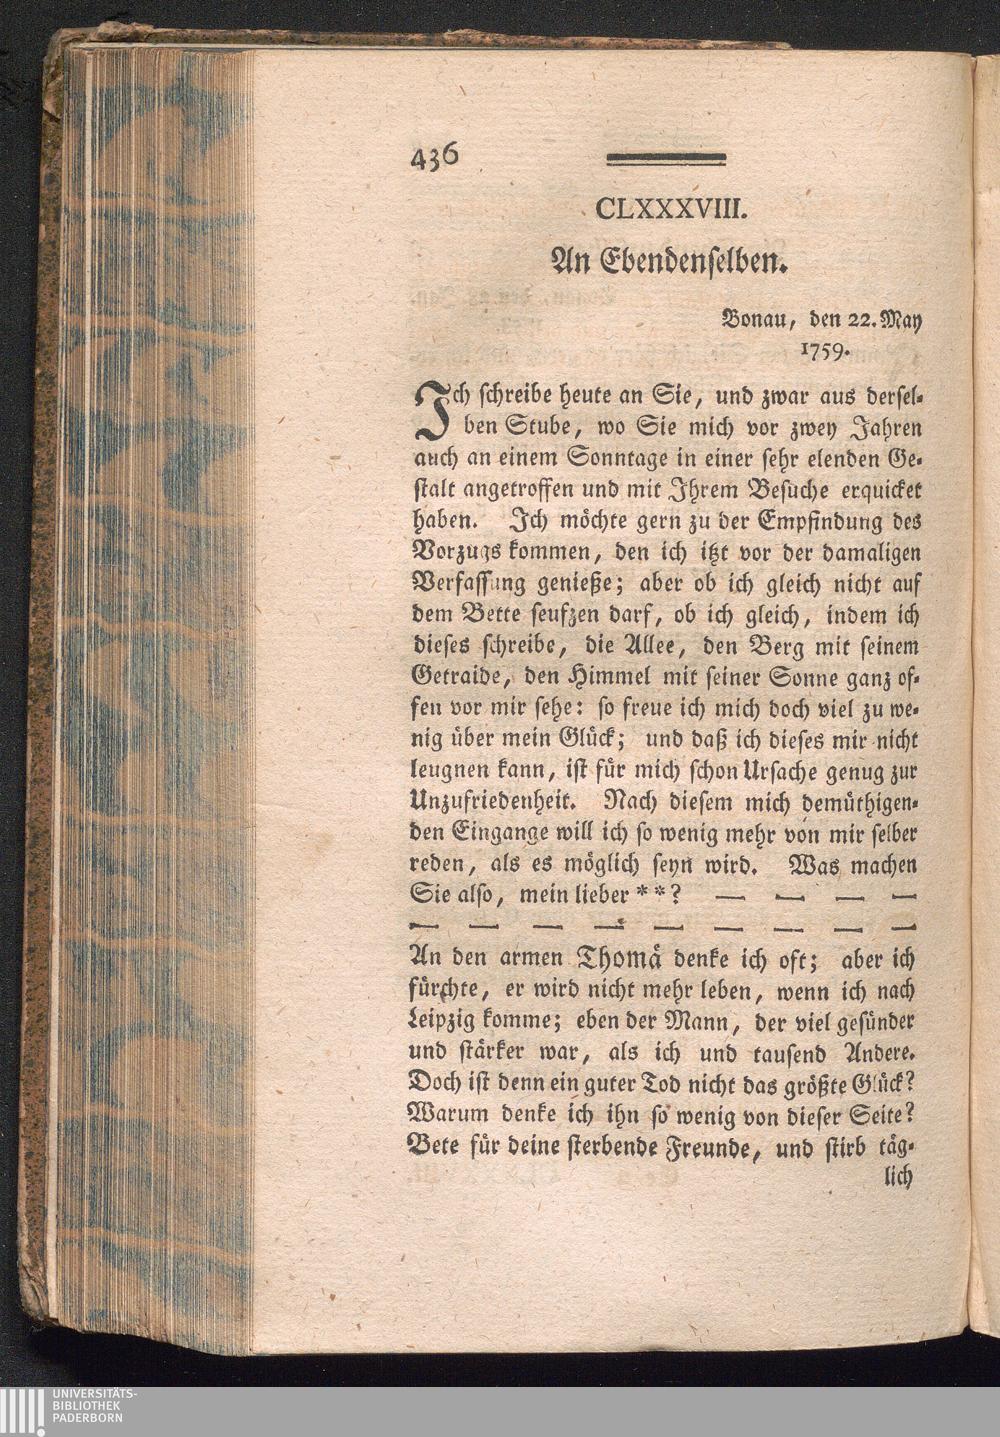 436
CLXXXVIII.
An Ebendenselben.
Bonau, den 22. May
1759.
Ich schreibe heute an Sie, und zwar aus dersel-
ben Stube, wo Sie mich vor zwey Jahren
auch an einem Sonntage in einer sehr elenden Ge-
stalt angetroffen und mit Ihrem Besuche erquicket
haben. Ich möchte gern zu der Empfindung des
Vorzugs kommen, den ich itzt vor der damaligen
Verfassung genieße; aber ob ich gleich nicht auf
dem Bette seufzen darf, ob ich gleich, indem ich
dieses schreibe, die Allee, den Berg mit seinem
Getraide, den Himmel mit seiner Sonne ganz of-
fen vor mir sehe: so freue ich mich doch viel zu we-
nig über mein Glück; und daß ich dieses mir nicht
leugnen kann, ist für mich schon Ursache genug zur
Unzufriedenheit. Nach diesem mich demüthigen-
den Eingange will ich so wenig mehr von mir selber
reden, als es möglich seyn wird. Was machen
Sie also, mein lieber **? — — — —
— — — — — — — — —
An den armen Thomä denke ich oft; aber ich
fürchte, er wird nicht mehr leben, wenn ich nach
Leipzig komme; eben der Mann, der viel gesünder
und stärker war, als ich und tausend Andere.
Doch ist denn ein guter Tod nicht das größte Glück?
Warum denke ich ihn so wenig von dieser Seite?
Bete für deine sterbende Freunde, und stirb täg-
lich
UNIVERSITÄTS-
BIBLIOTHEK
PADERBORN